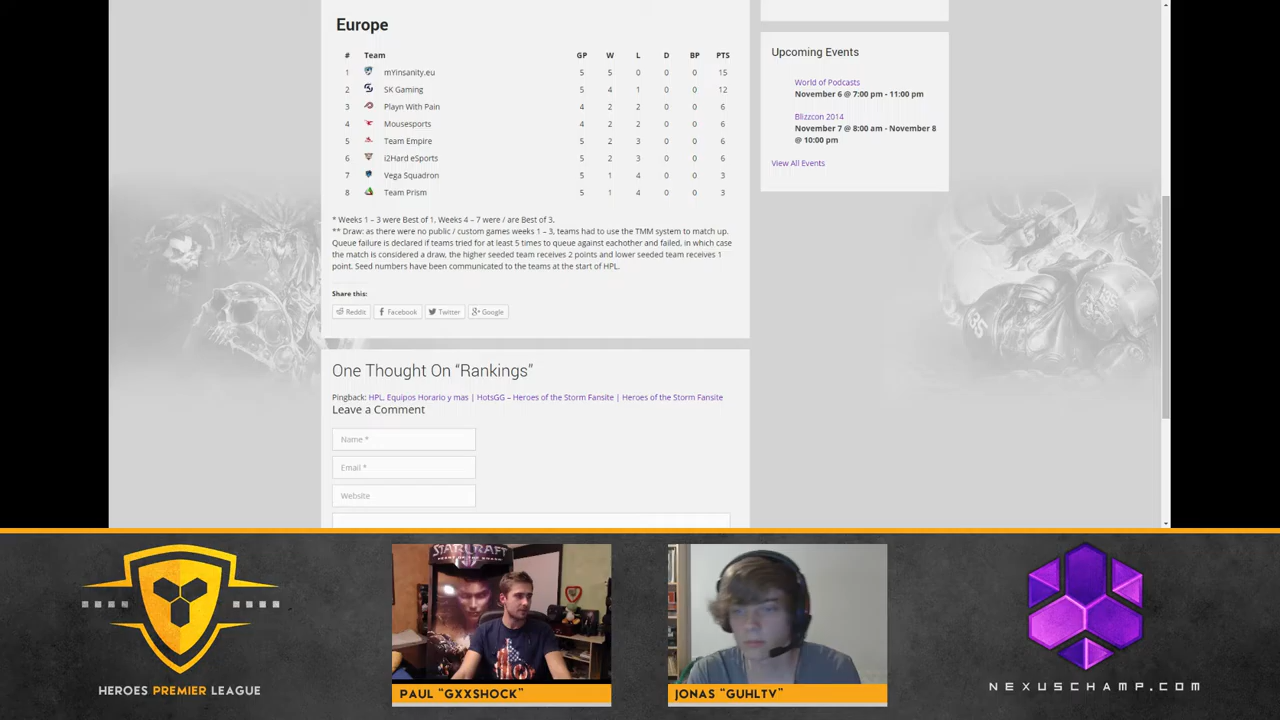 Europe
# Team GP W L D BP PTS
1 mYinsanity.eu 5 5 0 0 0 15
2 SK Gaming 5 4 1 0 0 12
3 Playn With Pain 4 2 2 0 0 6
4 Mousesports 4 2 2 0 0 6
5 Team Empire 5 2 3 0 0 6
6 i2Hard eSports 5 2 3 0 0 6
7 Vega Squadron 5 1 4 0 0 3
8 Team Prism 5 1 4 0 0 3
* Weeks 1 – 3 were Best of 1, Weeks 4 – 7 were / are Best of 3.
** Draw: as there were no public / custom games weeks 1 – 3, teams had to use the TMM system to match up.
Queue failure is declared if teams tried for at least 5 times to queue against eachother and failed, in which case
the match is considered a draw, the higher seeded team receives 2 points and lower seeded team receives 1
point. Seed numbers have been communicated to the teams at the start of HPL.
Share this:
Reddit Facebook Twitter Google
One Thought On “Rankings”
Pingback: HPL, Equipos Horario y mas | HotsGG – Heroes of the Storm Fansite | Heroes of the Storm Fansite
Leave a Comment
Name *
Email *
Website
Upcoming Events
World of Podcasts
November 6 @ 7:00 pm - 11:00 pm
Blizzcon 2014
November 7 @ 8:00 am - November 8
@ 10:00 pm
View All Events
HEROES PREMIER LEAGUE
STARCRAFT
PAUL "GXXSHOCK"
JONAS "GUHLTV"
NEXUSCHAMP.COM